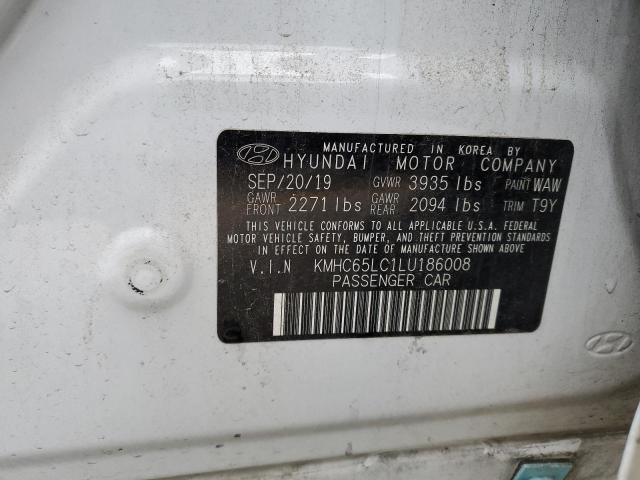 MANUFACTURED IN KOREA BY
HYUNDAI MOTOR COMPANY
SEP/20/19 GVWR 3935 lbs PAINT WAW
GAWR FRONT 2271 lbs GAWR REAR 2094 lbs TRIM T9Y
THIS VEHICLE CONFORMS TO ALL APPLICABLE U.S.A. FEDERAL
MOTOR VEHICLE SAFETY, BUMPER, AND THEFT PREVENTION STANDARDS
IN EFFECT ON THE DATE OF MANUFACTURE SHOWN ABOVE
V.I.N KMHC65LC1LU186008
PASSENGER CAR